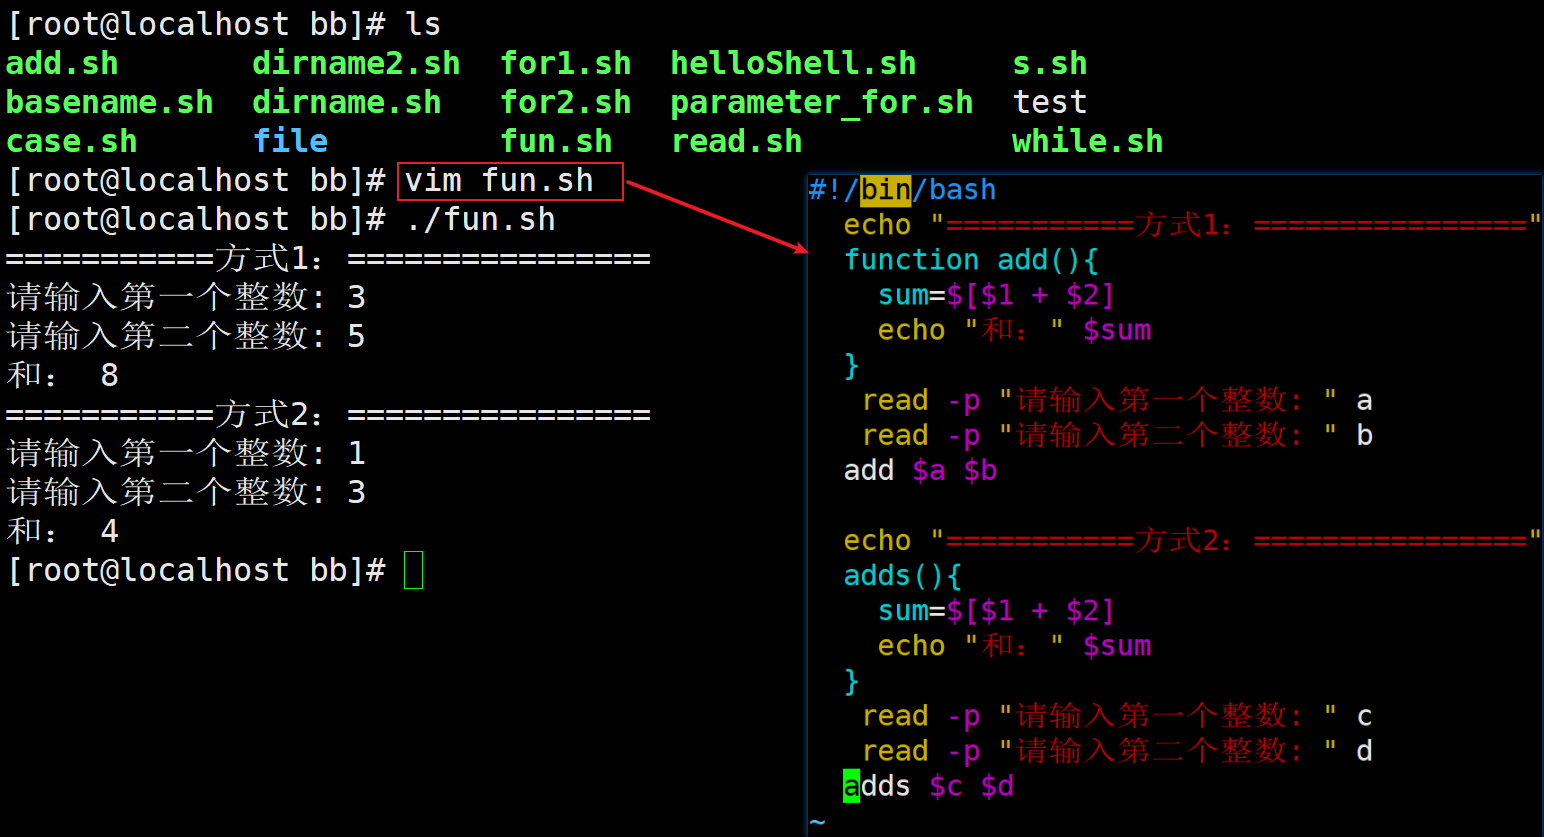 [root@localhost bb]# ls
add.sh       dirname2.sh  for1.sh  helloShell.sh     s.sh
basename.sh  dirname.sh   for2.sh  parameter_for.sh  test
case.sh      file         fun.sh   read.sh           while.sh
[root@localhost bb]# vim fun.sh
[root@localhost bb]# ./fun.sh
===========方式1：================
请输入第一个整数: 3
请输入第二个整数: 5
和： 8
===========方式2：================
请输入第一个整数: 1
请输入第二个整数: 3
和： 4
[root@localhost bb]#
#!/bin/bash
  echo "===========方式1：================"
  function add(){
    sum=$[$1 + $2]
    echo "和：" $sum
  }
   read -p "请输入第一个整数: " a
   read -p "请输入第二个整数: " b
  add $a $b
  echo "===========方式2：================"
  adds(){
    sum=$[$1 + $2]
    echo "和：" $sum
  }
   read -p "请输入第一个整数: " c
   read -p "请输入第二个整数: " d
  adds $c $d
~